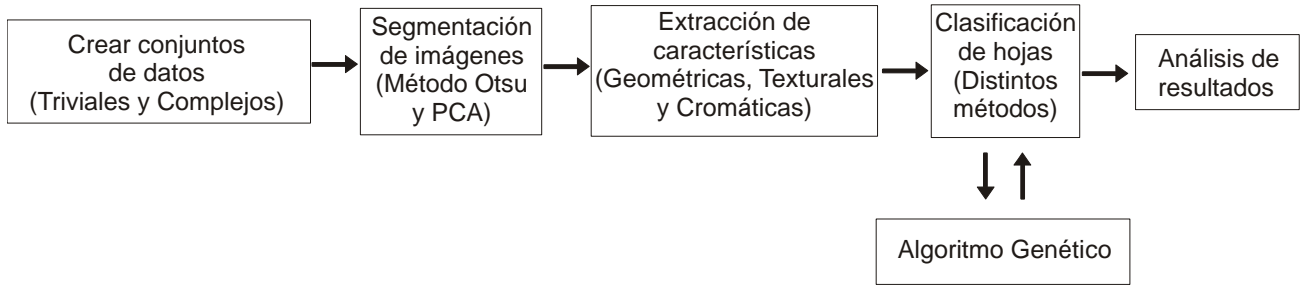 Crear conjuntos
de datos
(Triviales y Complejos)
Segmentación
de imágenes
(Método Otsu
y PCA)
Extracción de
características
(Geométricas, Texturales
y Cromáticas)
Clasificación
de hojas
(Distintos
métodos)
Análisis de
resultados
Algoritmo Genético